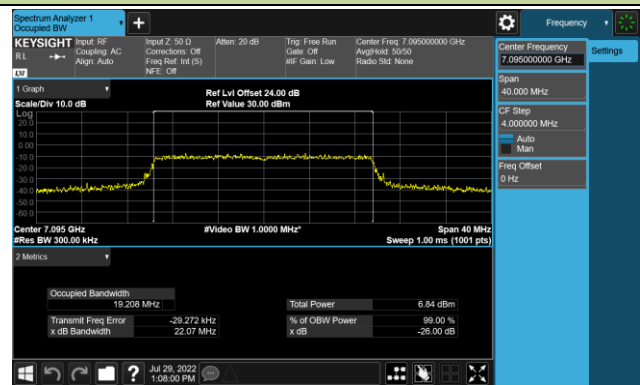 Spectrum Analyzer 1
Occupied BW
Frequency
KEYSIGHT
Input: RF
Input Z: 50 Ω
Atten: 20 dB
Trig: Free Run
Center Freq: 7.095000000 GHz
R L
Coupling: AC
Corrections: Off
Gate: Off
Avg|Hold: 50/50
Align: Auto
Freq Ref: Int (S)
#IF Gain: Low
Radio Std: None
NFE: Off
LXI
Center Frequency
7.095000000 GHz
Settings
Span
40.000 MHz
CF Step
4.000000 MHz
Auto
Man
Freq Offset
0 Hz
1 Graph
Ref Lvl Offset 24.00 dB
Scale/Div 10.0 dB
Ref Value 30.00 dBm
Log
20.0
10.0
0.00
-10.0
-20.0
-30.0
-40.0
-50.0
-60.0
Center 7.095 GHz
#Video BW 1.0000 MHz*
Span 40 MHz
#Res BW 300.00 kHz
Sweep 1.00 ms (1001 pts)
2 Metrics
Occupied Bandwidth
19.208 MHz
Total Power
6.84 dBm
Transmit Freq Error
-29.272 kHz
% of OBW Power
99.00 %
x dB Bandwidth
22.07 MHz
x dB
-26.00 dB
Jul 29, 2022
1:08:00 PM